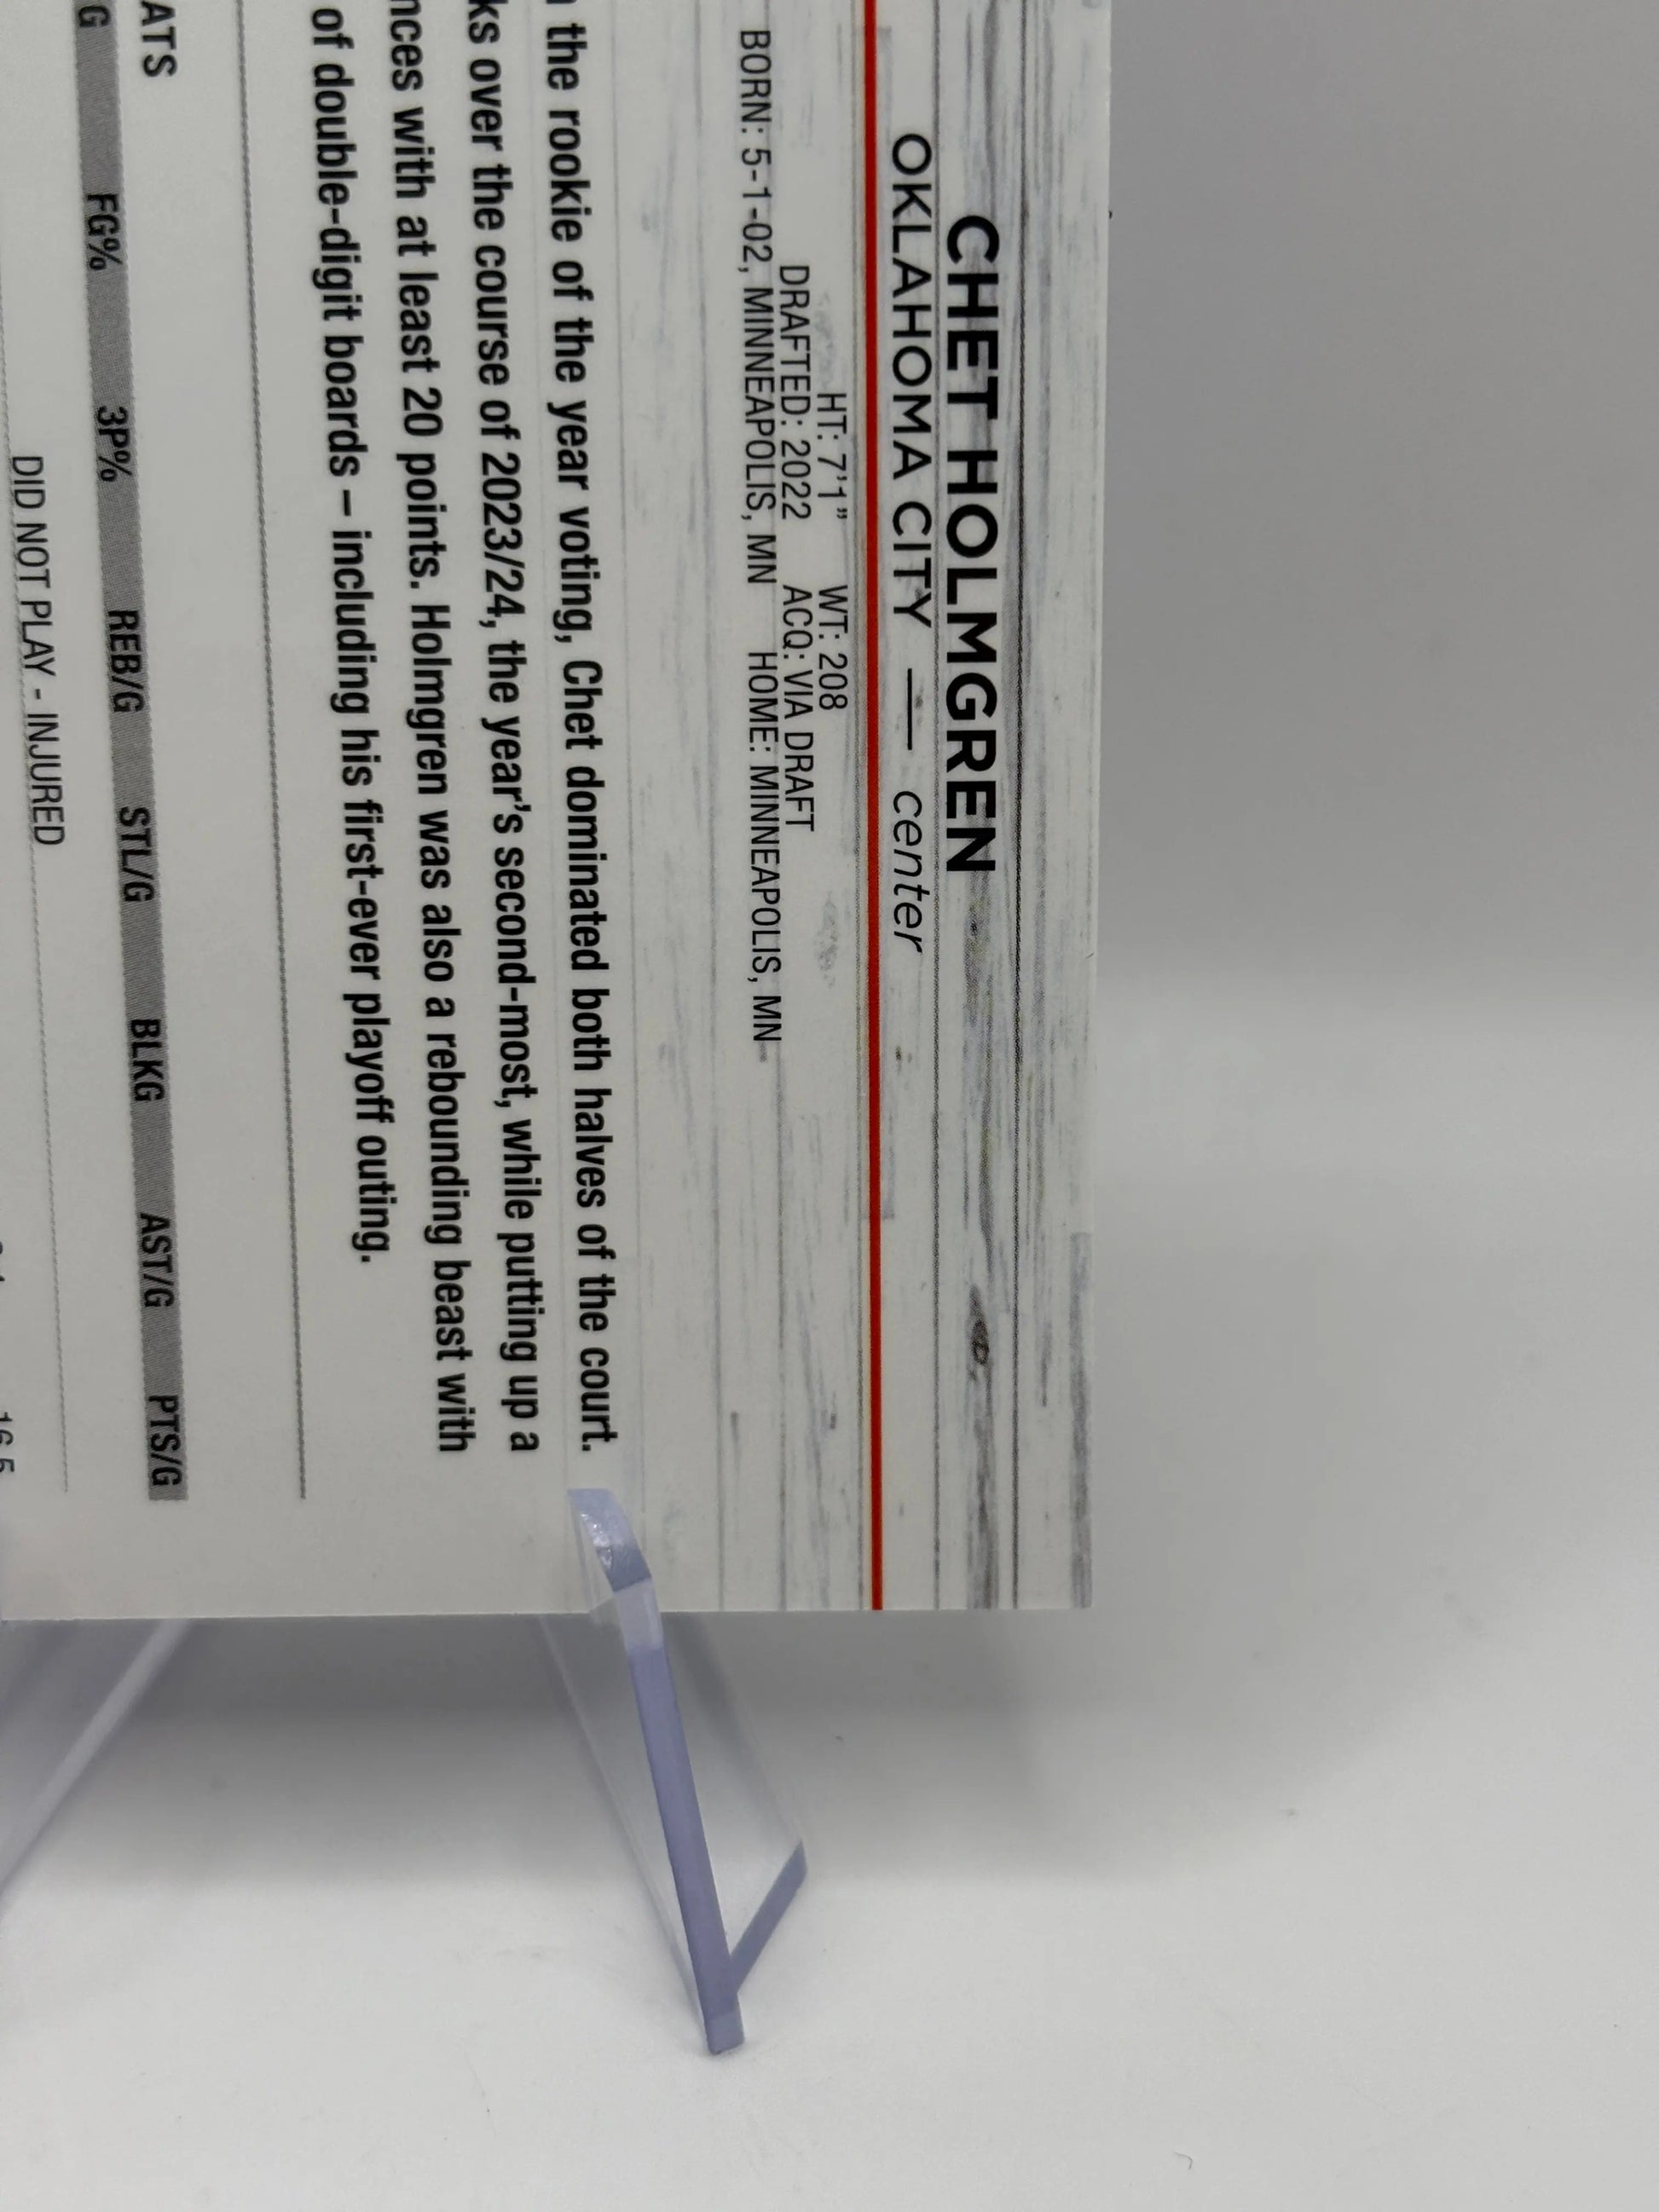 CHET HOLMGREN
OKLAHOMA CITY — center
HT: 7'1" WT: 208
DRAFTED: 2022 ACQ: VIA DRAFT
BORN: 5-1-02, MINNEAPOLIS, MN HOME: MINNEAPOLIS, MN
the rookie of the year voting, Chet dominated both halves of the court.
ks over the course of 2023/24, the year's second-most, while putting up a
nces with at least 20 points. Holmgren was also a rebounding beast with
of double-digit boards – including his first-ever playoff outing.
ATS
G FG% 3P% REB/G STL/G BLKG AST/G PTS/G
DID NOT PLAY - INJURED